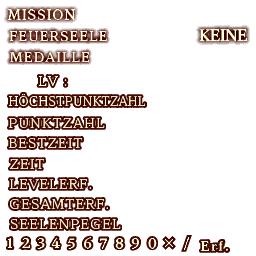 MISSION
FEUERSEELE KEINE
MEDAILLE
LV :
HÖCHSTPUNKTZAHL
PUNKTZAHL
BESTZEIT
ZEIT
LEVELERF.
GESAMTERF.
SEELENPEGEL
1 2 3 4 5 6 7 8 9 0 × / Erf.